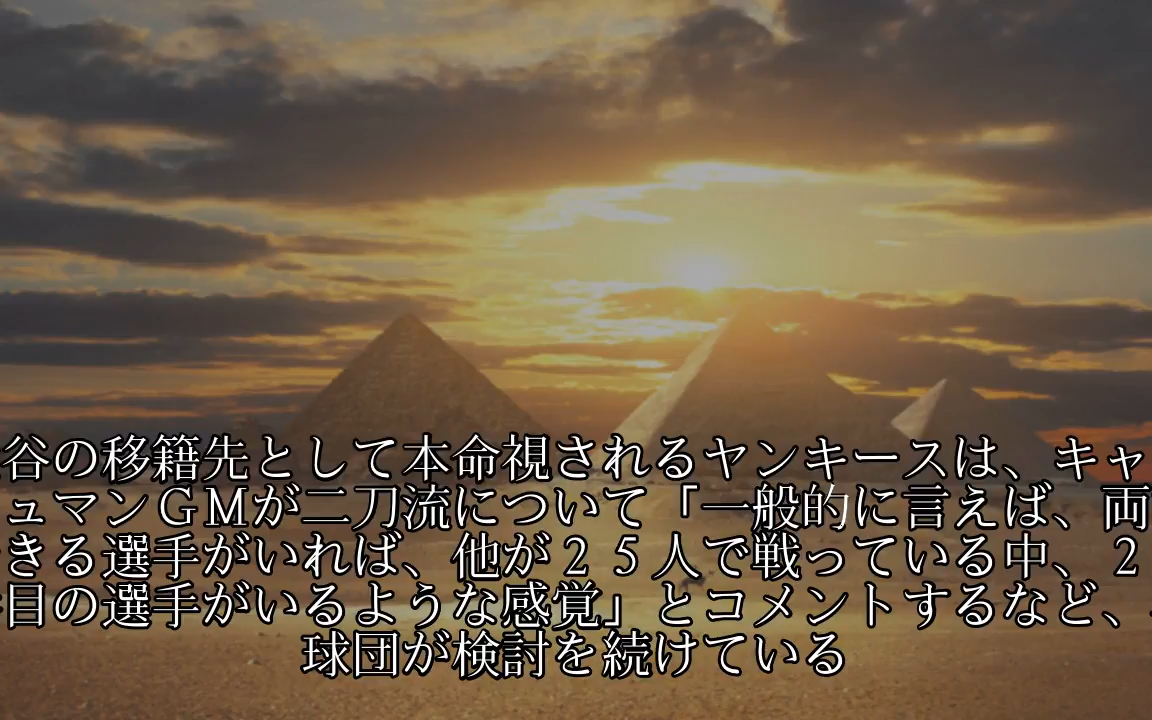 谷の移籍先として本命視されるヤンキースは、キャ
ュマンＧＭが二刀流について「一般的に言えば、両
きる選手がいれば、他が２５人で戦っている中、２
目の選手がいるような感覚」とコメントするなど、
球団が検討を続けている